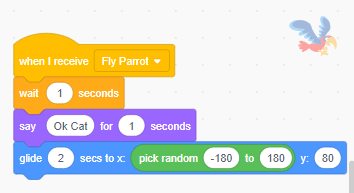 when I receive Fly Parrot
wait 1 seconds
say Ok Cat for 1 seconds
glide 2 secs to x: pick random -180 to 180 y: 80